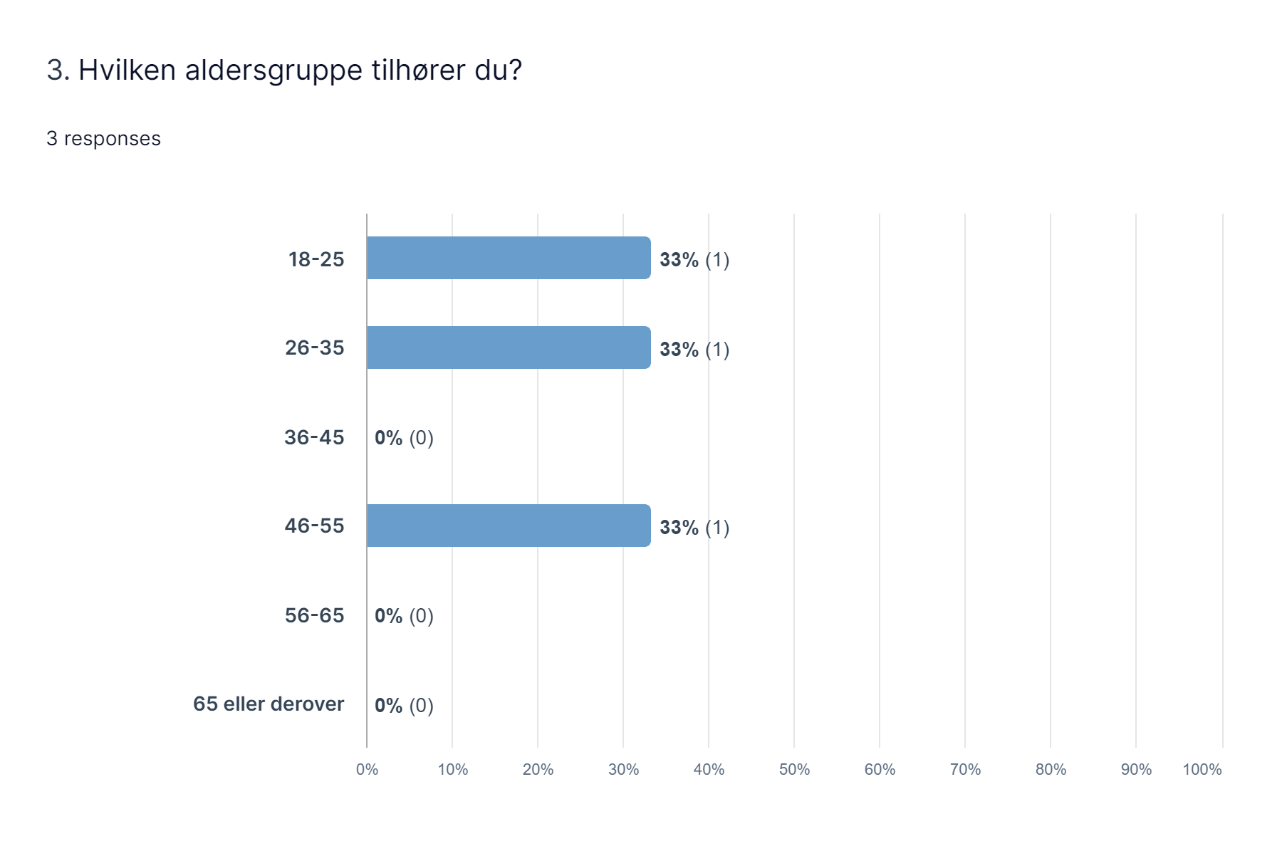 3. Hvilken aldersgruppe tilhører du?
3 responses
18-25 33% (1)
26-35 33% (1)
36-45 0% (0)
46-55 33% (1)
56-65 0% (0)
65 eller derover 0% (0)
0% 10% 20% 30% 40% 50% 60% 70% 80% 90% 100%